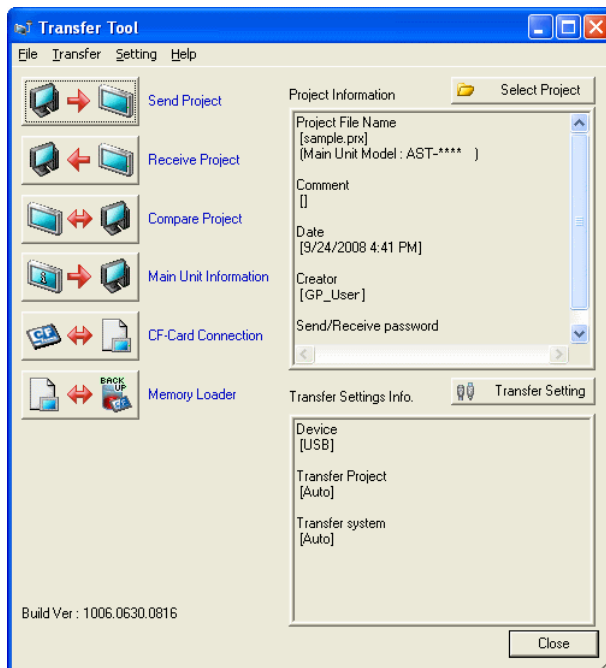 Transfer Tool
File Transfer Setting Help
Send Project
Receive Project
Compare Project
Main Unit Information
CF
CF-Card Connection
BACK
UP
CF
Memory Loader
Build Ver : 1006.0630.0816
Project Information
Select Project
Project File Name
[sample.prx]
(Main Unit Model : AST-**** )
Comment
[]
Date
[9/24/2008 4:41 PM]
Creator
[GP_User]
Send/Receive password
Transfer Settings Info.
Transfer Setting
Device
[USB]
Transfer Project
[Auto]
Transfer system
[Auto]
Close